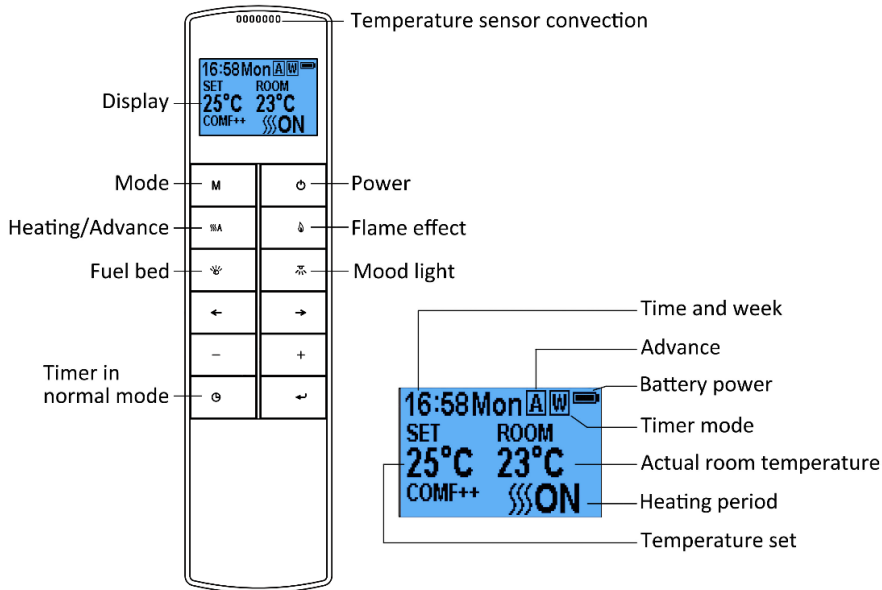 Temperature sensor convection
16:58Mon A W
SET ROOM
25°C 23°C
COMF++ ON
Display
M
Mode
Power
A
Heating/Advance
Flame effect
Fuel bed
Mood light
← →
− +
Timer in
normal mode
Time and week
Advance
Battery power
16:58Mon A W
Timer mode
SET ROOM
25°C 23°C
Actual room temperature
COMF++ ON
Heating period
Temperature set